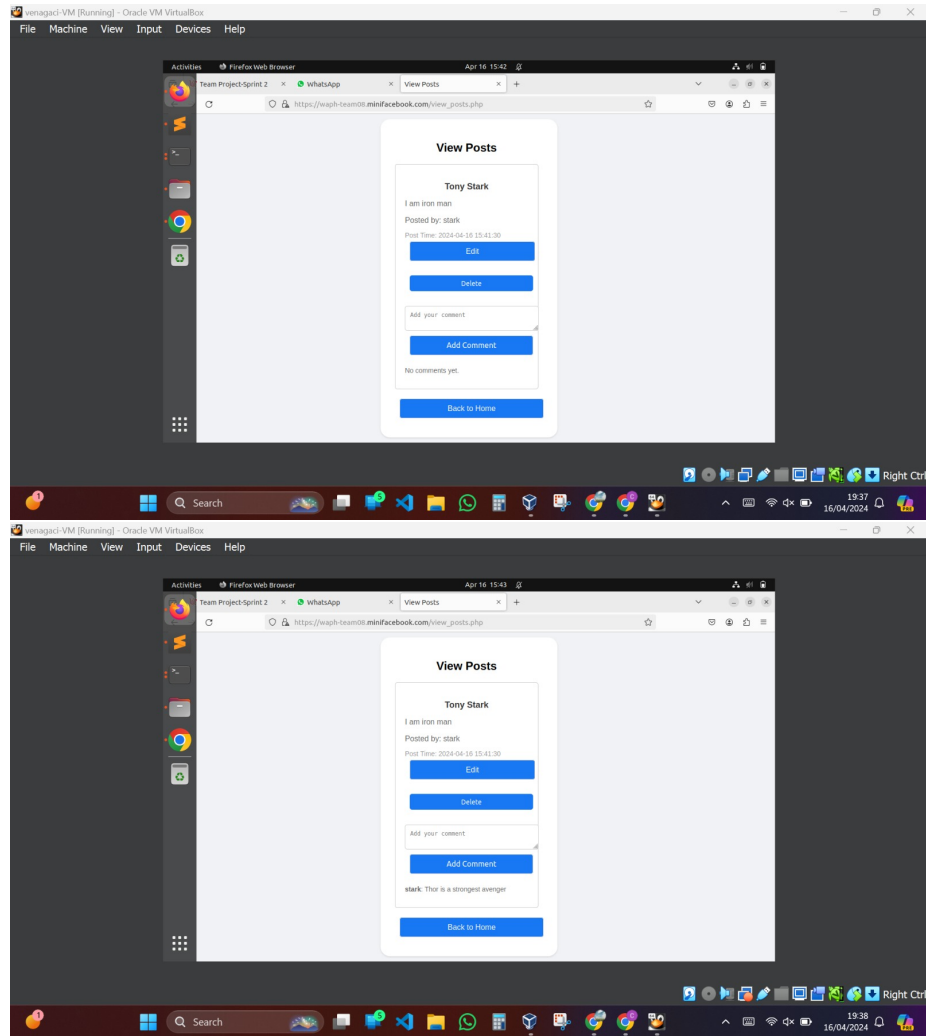 venagaci-VM [Running] - Oracle VM VirtualBox
File Machine View Input Devices Help
Activities Firefox Web Browser Apr 16 15:42
Team Project-Sprint 2 WhatsApp View Posts
https://waph-team08.minifacebook.com/view_posts.php
View Posts
Tony Stark
I am iron man
Posted by: stark
Post Time: 2024-04-16 15:41:30
Edit
Delete
Add your comment
Add Comment
No comments yet.
Back to Home
Right Ctrl
Search
19:37
16/04/2024
venagaci-VM [Running] - Oracle VM VirtualBox
File Machine View Input Devices Help
Activities Firefox Web Browser Apr 16 15:43
Team Project-Sprint 2 WhatsApp View Posts
https://waph-team08.minifacebook.com/view_posts.php
View Posts
Tony Stark
I am iron man
Posted by: stark
Post Time: 2024-04-16 15:41:30
Edit
Delete
Add your comment
Add Comment
stark: Thor is a strongest avenger
Back to Home
Right Ctrl
Search
19:38
16/04/2024